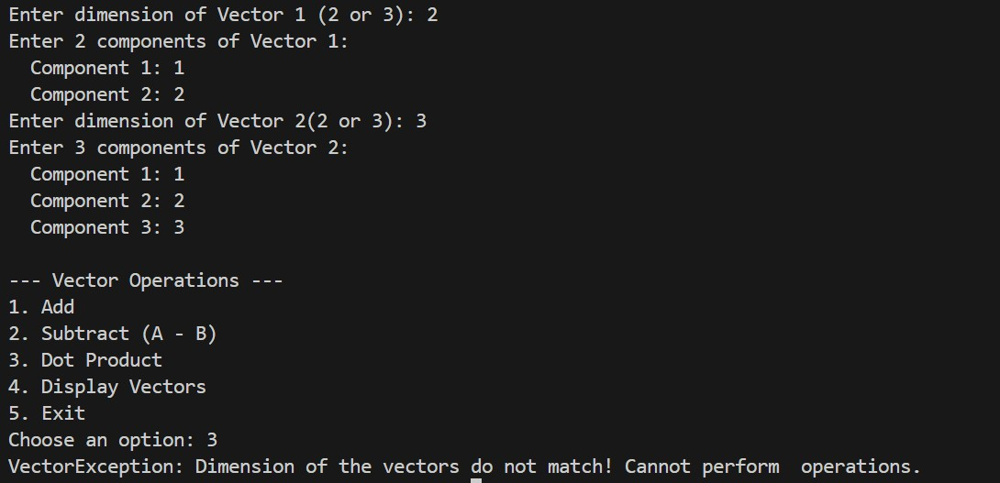 Enter dimension of Vector 1 (2 or 3): 2
Enter 2 components of Vector 1:
  Component 1: 1
  Component 2: 2
Enter dimension of Vector 2(2 or 3): 3
Enter 3 components of Vector 2:
  Component 1: 1
  Component 2: 2
  Component 3: 3

--- Vector Operations ---
1. Add
2. Subtract (A - B)
3. Dot Product
4. Display Vectors
5. Exit
Choose an option: 3
VectorException: Dimension of the vectors do not match! Cannot perform  operations.